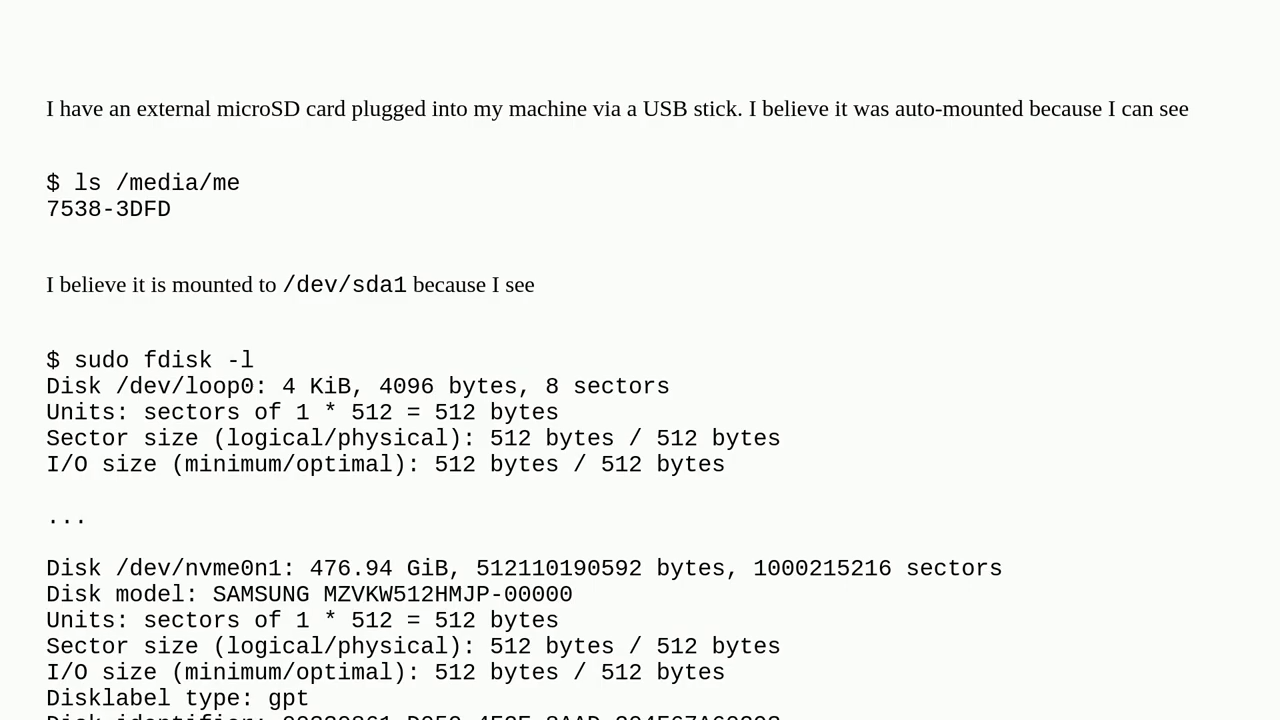 I have an external microSD card plugged into my machine via a USB stick. I believe it was auto-mounted because I can see
$ ls /media/me
7538-3DFD
I believe it is mounted to /dev/sda1 because I see
$ sudo fdisk -l
Disk /dev/loop0: 4 KiB, 4096 bytes, 8 sectors
Units: sectors of 1 * 512 = 512 bytes
Sector size (logical/physical): 512 bytes / 512 bytes
I/O size (minimum/optimal): 512 bytes / 512 bytes
...
Disk /dev/nvme0n1: 476.94 GiB, 512110190592 bytes, 1000215216 sectors
Disk model: SAMSUNG MZVKW512HMJP-00000
Units: sectors of 1 * 512 = 512 bytes
Sector size (logical/physical): 512 bytes / 512 bytes
I/O size (minimum/optimal): 512 bytes / 512 bytes
Disklabel type: gpt
Disk identifier: